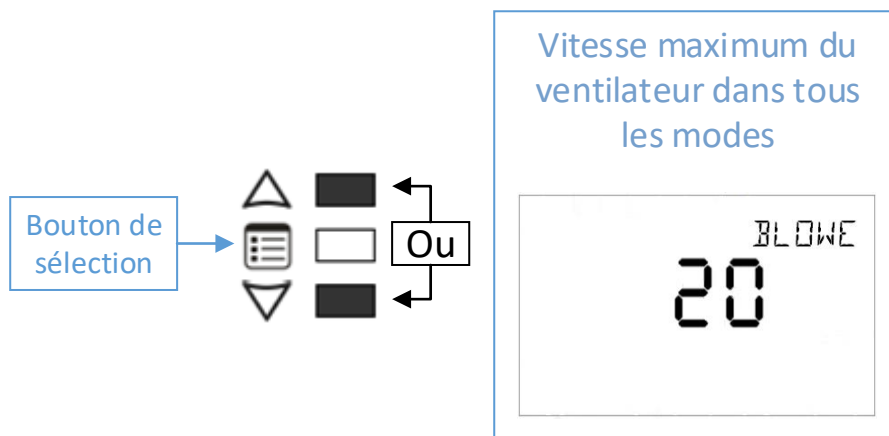 Vitesse maximum du
ventilateur dans tous
les modes
Bouton de
sélection
Ou
BLOWE
20